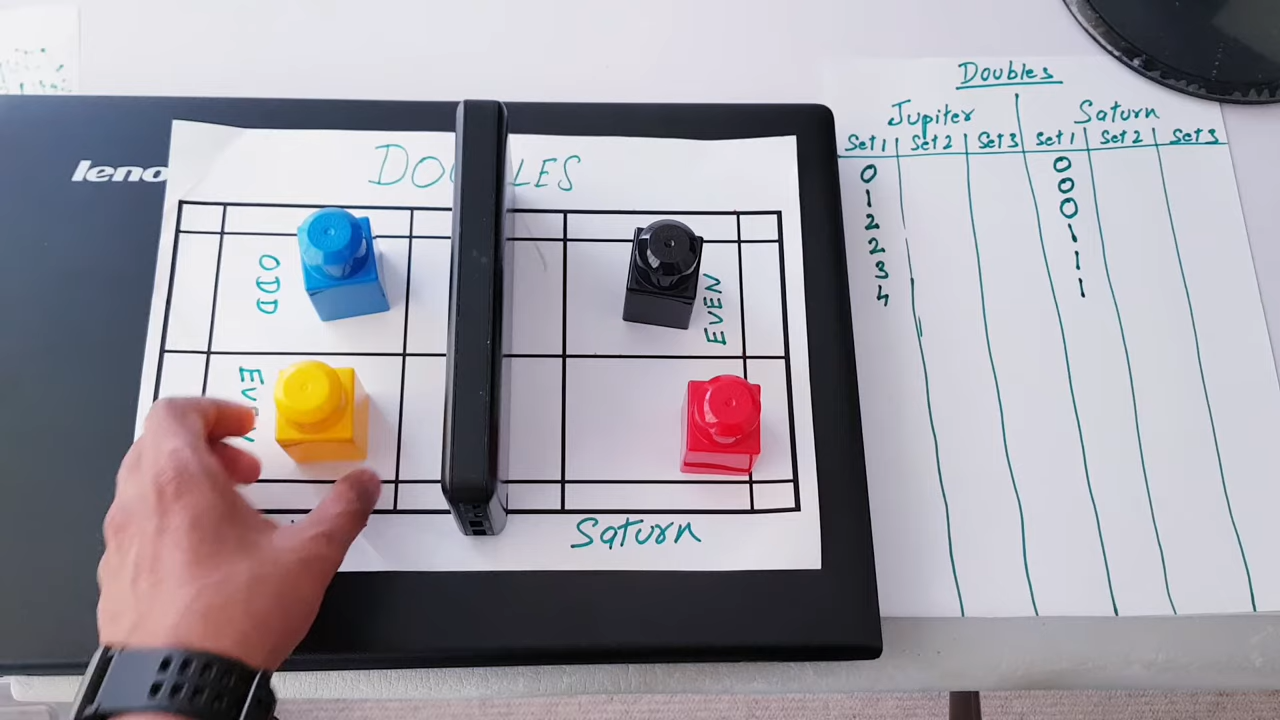 leno
DO LES
ODD
EVEN
EVEN
Saturn
Doubles
Jupiter Saturn
Set 1 Set 2 Set 3 Set 1 Set 2 Set 3
0 0
1 0
2 0
2 1
3 1
4 1